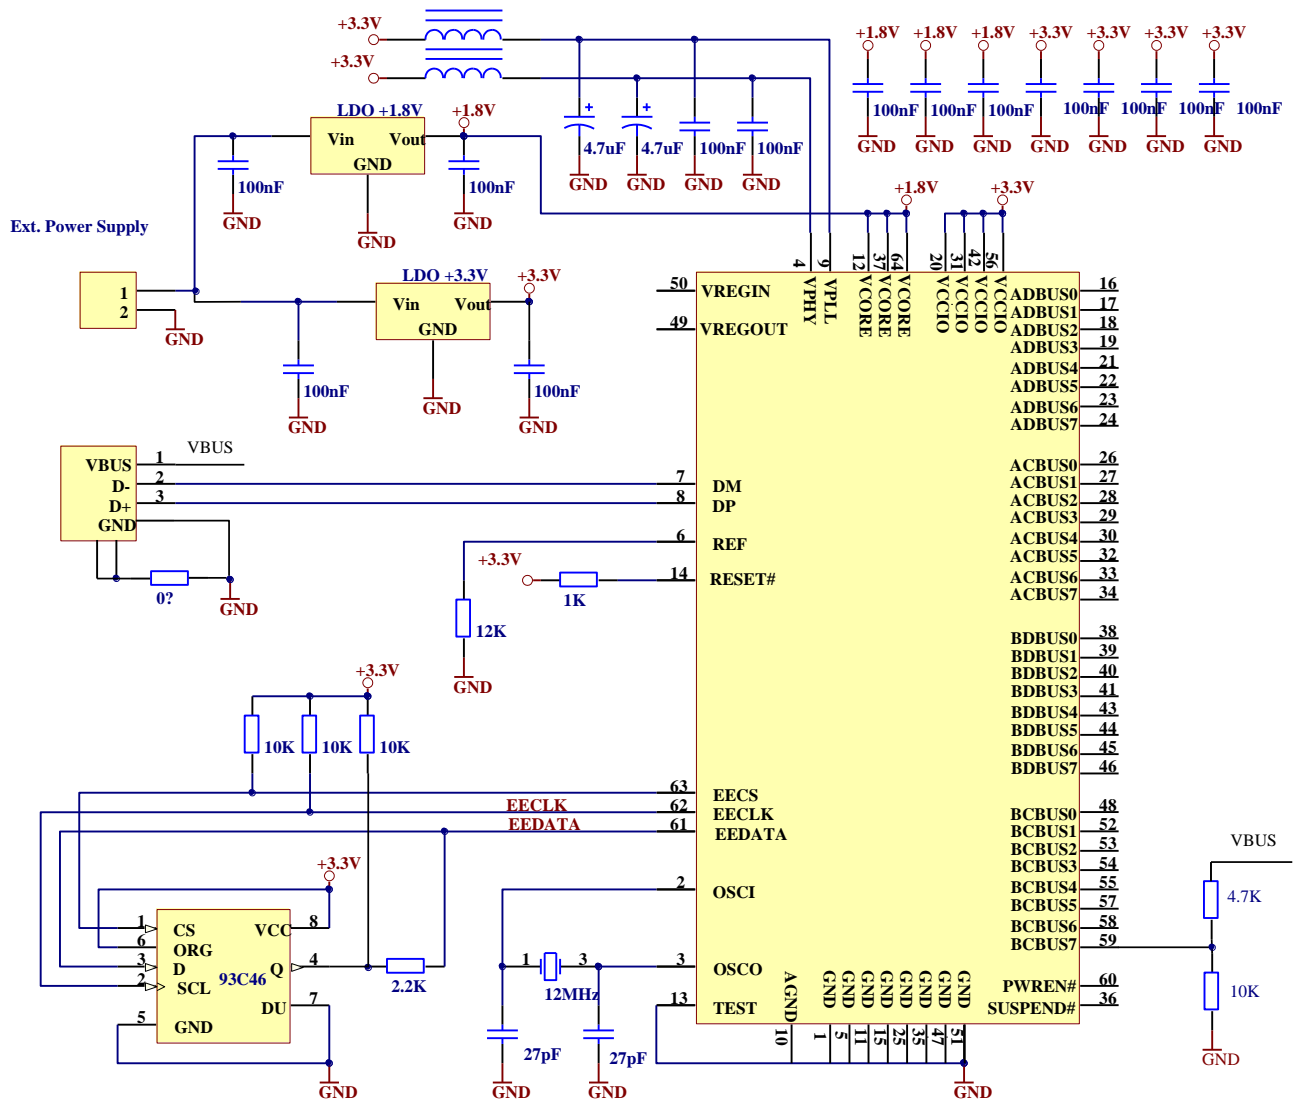 +3.3V
+3.3V
4.7uF
4.7uF
100nF
100nF
GND
GND
GND
GND
+1.8V
+1.8V
+1.8V
+3.3V
+3.3V
+3.3V
+3.3V
100nF
100nF
100nF
100nF
100nF
100nF
100nF
GND
GND
GND
GND
GND
GND
GND
LDO +1.8V
+1.8V
Vin
Vout
GND
100nF
100nF
GND
GND
GND
Ext. Power Supply
1
2
GND
LDO +3.3V
+3.3V
Vin
Vout
GND
100nF
100nF
GND
GND
GND
+1.8V
+3.3V
4
9
12
37
64
20
31
42
56
VPHY
VPLL
VCORE
VCORE
VCORE
VCCIO
VCCIO
VCCIO
VCCIO
50
VREGIN
49
VREGOUT
VBUS
VBUS
1
D-
2
D+
3
GND
0?
GND
7
DM
8
DP
6
REF
14
RESET#
+3.3V
1K
12K
GND
+3.3V
10K
10K
10K
63
EECS
EECLK
62
EECLK
EEDATA
61
EEDATA
+3.3V
1
CS
6
ORG
3
D
2
SCL
5
GND
93C46
VCC
8
Q
4
DU
7
2.2K
GND
2
OSCI
3
OSCO
13
TEST
1
3
12MHz
27pF
27pF
GND
GND
AGND
GND
GND
GND
GND
GND
GND
GND
GND
10
1
5
11
15
25
35
47
51
GND
ADBUS0
16
ADBUS1
17
ADBUS2
18
ADBUS3
19
ADBUS4
21
ADBUS5
22
ADBUS6
23
ADBUS7
24
ACBUS0
26
ACBUS1
27
ACBUS2
28
ACBUS3
29
ACBUS4
30
ACBUS5
32
ACBUS6
33
ACBUS7
34
BDBUS0
38
BDBUS1
39
BDBUS2
40
BDBUS3
41
BDBUS4
43
BDBUS5
44
BDBUS6
45
BDBUS7
46
BCBUS0
48
BCBUS1
52
BCBUS2
53
BCBUS3
54
BCBUS4
55
BCBUS5
57
BCBUS6
58
BCBUS7
59
PWREN#
60
SUSPEND#
36
VBUS
4.7K
10K
GND